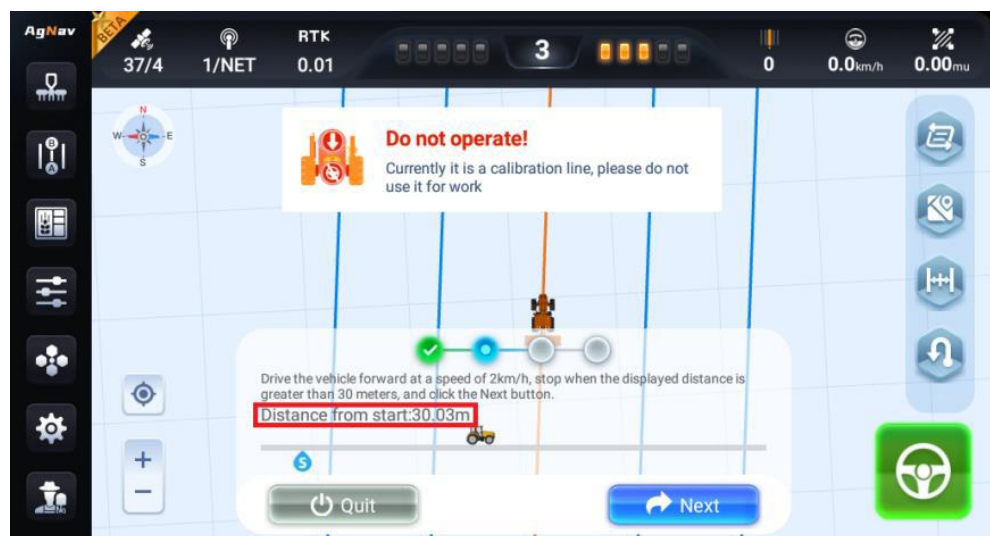 AgNav
BETA
37/4
1/NET
RTK
0.01
3
0
0.0km/h
0.00mu
N
W E
S
Do not operate!
Currently it is a calibration line, please do not
use it for work
B
A
Drive the vehicle forward at a speed of 2km/h, stop when the displayed distance is
greater than 30 meters, and click the Next button.
Distance from start:30.03m
S
+
−
Quit
Next
No